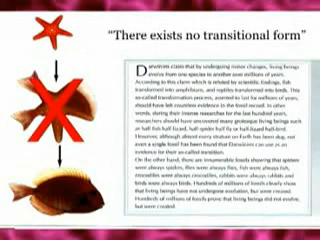 "There exists no transitional form"
Darwinists claim that by undergoing minor changes, living beings
evolve from one species to another over millions of years.
According to this claim which is refuted by scientific findings, fish
transformed into amphibians, and reptiles transformed into birds. This
so-called transformation process, asserted to last for millions of years,
should have left countless evidence in the fossil record. In other
words, during their intense researches for the last hundred years,
researchers should have uncovered many grotesque living beings such
as half fish-half lizard, half spider-half fly or half-lizard-half-bird.
However, although almost every stratum on Earth has been dug, not
even a single fossil has been found that Darwinists can use as an
evidence for their so-called transition.
On the other hand, there are innumerable fossils showing that spiders
were always spiders, flies were always flies, fish were always fish,
crocodiles were always crocodiles, rabbits were always rabbits and
birds were always birds. Hundreds of millions of fossils clearly show
that living beings have not undergone evolution, but were created.
Hundreds of millions of fossils prove that living beings did not evolve,
but were created.